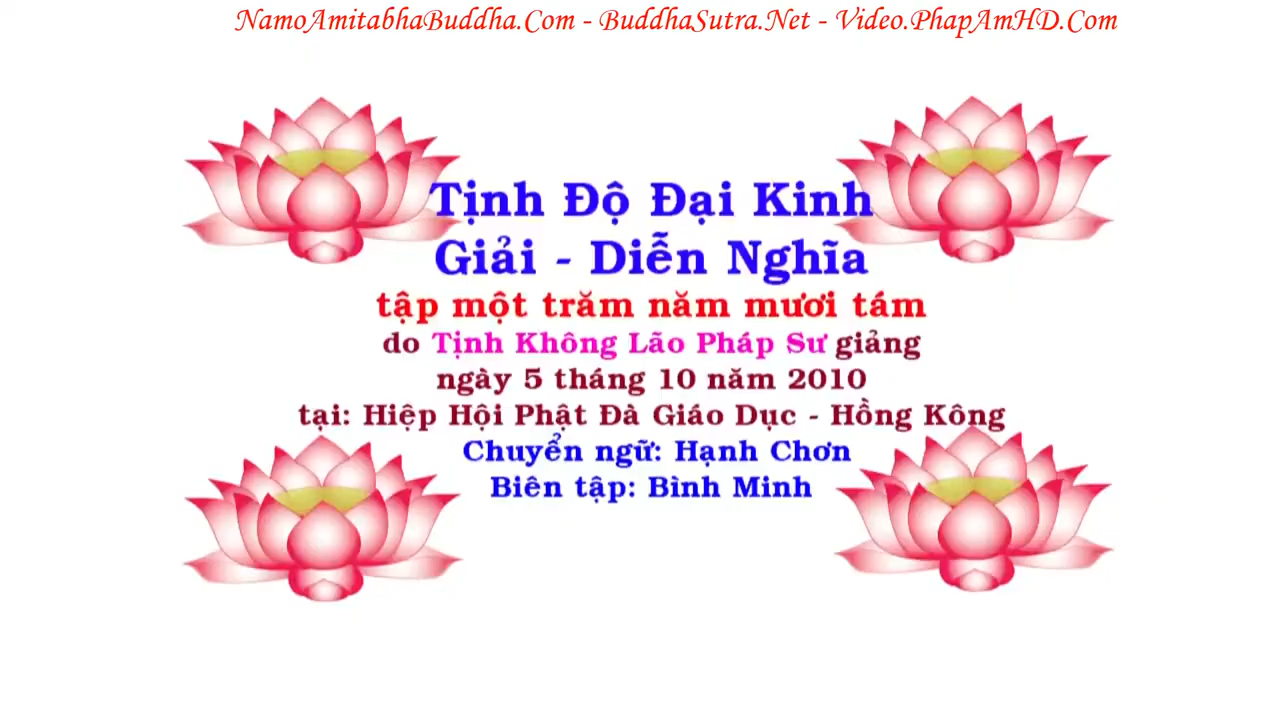 NamoAmitabhaBuddha.Com - BuddhaSutra.Net - Video.PhapAmHD.Com
Tịnh Độ Đại Kinh
Giải - Diễn Nghĩa
tập một trăm năm mươi tám
do Tịnh Không Lão Pháp Sư giảng
ngày 5 tháng 10 năm 2010
tại: Hiệp Hội Phật Đà Giáo Dục - Hồng Kông
Chuyển ngữ: Hạnh Chơn
Biên tập: Bình Minh